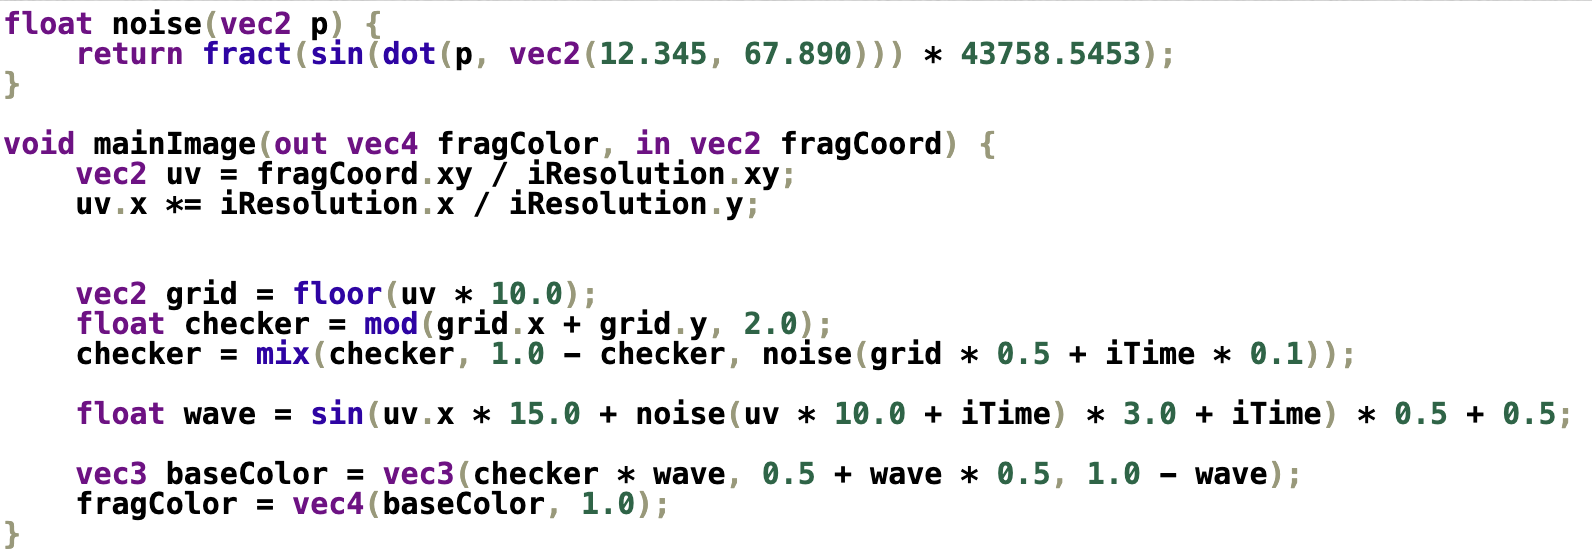 float noise(vec2 p) {
    return fract(sin(dot(p, vec2(12.345, 67.890))) * 43758.5453);
}
void mainImage(out vec4 fragColor, in vec2 fragCoord) {
    vec2 uv = fragCoord.xy / iResolution.xy;
    uv.x *= iResolution.x / iResolution.y;
    vec2 grid = floor(uv * 10.0);
    float checker = mod(grid.x + grid.y, 2.0);
    checker = mix(checker, 1.0 - checker, noise(grid * 0.5 + iTime * 0.1));
    float wave = sin(uv.x * 15.0 + noise(uv * 10.0 + iTime) * 3.0 + iTime) * 0.5 + 0.5;
    vec3 baseColor = vec3(checker * wave, 0.5 + wave * 0.5, 1.0 - wave);
    fragColor = vec4(baseColor, 1.0);
}